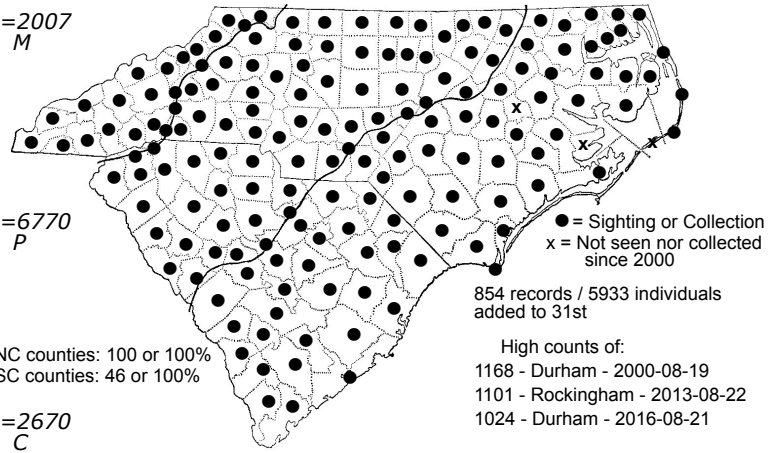 =2007
M
=6770
P
● = Sighting or Collection
x = Not seen nor collected
since 2000
854 records / 5933 individuals
added to 31st
NC counties: 100 or 100%
SC counties: 46 or 100%
High counts of:
1168 - Durham - 2000-08-19
1101 - Rockingham - 2013-08-22
1024 - Durham - 2016-08-21
=2670
C
x
x
x